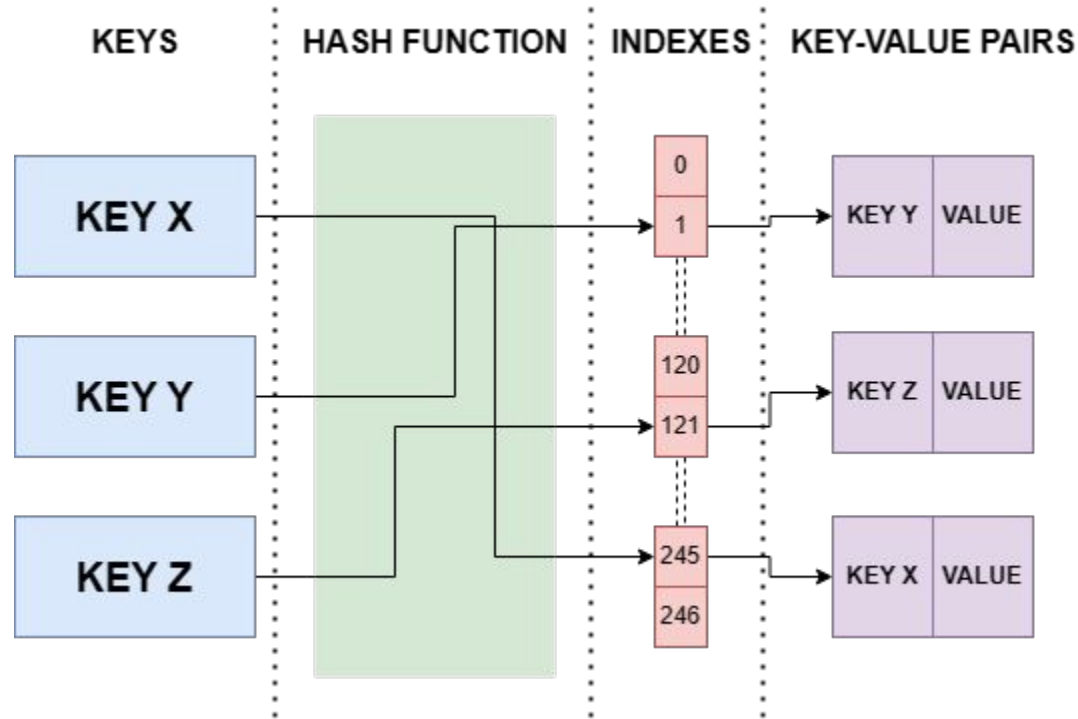 KEYS
HASH FUNCTION
INDEXES
KEY-VALUE PAIRS
KEY X
KEY Y
KEY Z
0
1
120
121
245
246
KEY Y VALUE
KEY Z VALUE
KEY X VALUE